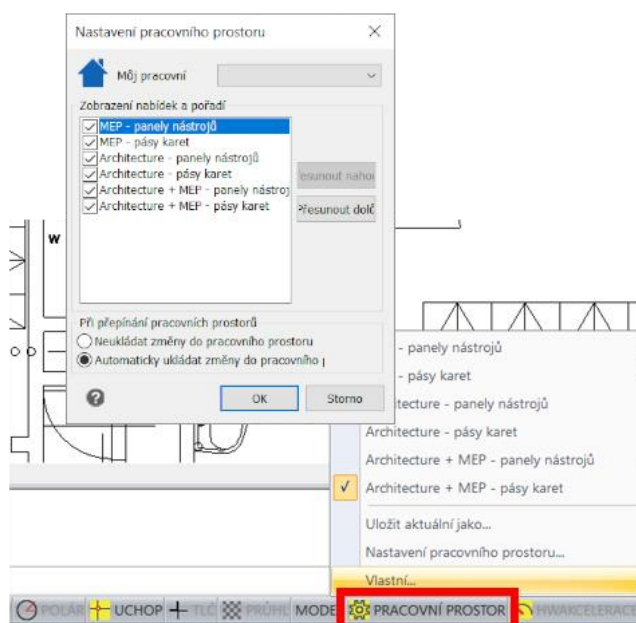 Nastavení pracovního prostoru
Můj pracovní
Zobrazení nabídek a pořadí
MEP - panely nástrojů
MEP - pásy karet
Architecture - panely nástrojů
Architecture - pásy karet
Architecture + MEP - panely nástroj
Architecture + MEP - pásy karet
esunout nahor
Přesunout dolů
W
Při přepínání pracovních prostorů
Neukládat změny do pracovního prostoru
Automaticky ukládat změny do pracovního p
OK
Storno
- panely nástrojů
- pásy karet
itecture - panely nástrojů
Architecture - pásy karet
Architecture + MEP - panely nástrojů
Architecture + MEP - pásy karet
Uložit aktuální jako...
Nastavení pracovního prostoru...
Vlastní...
POLÁR UCHOP TLČ PRŮHL MODE PRACOVNÍ PROSTOR HWAKCELERACE